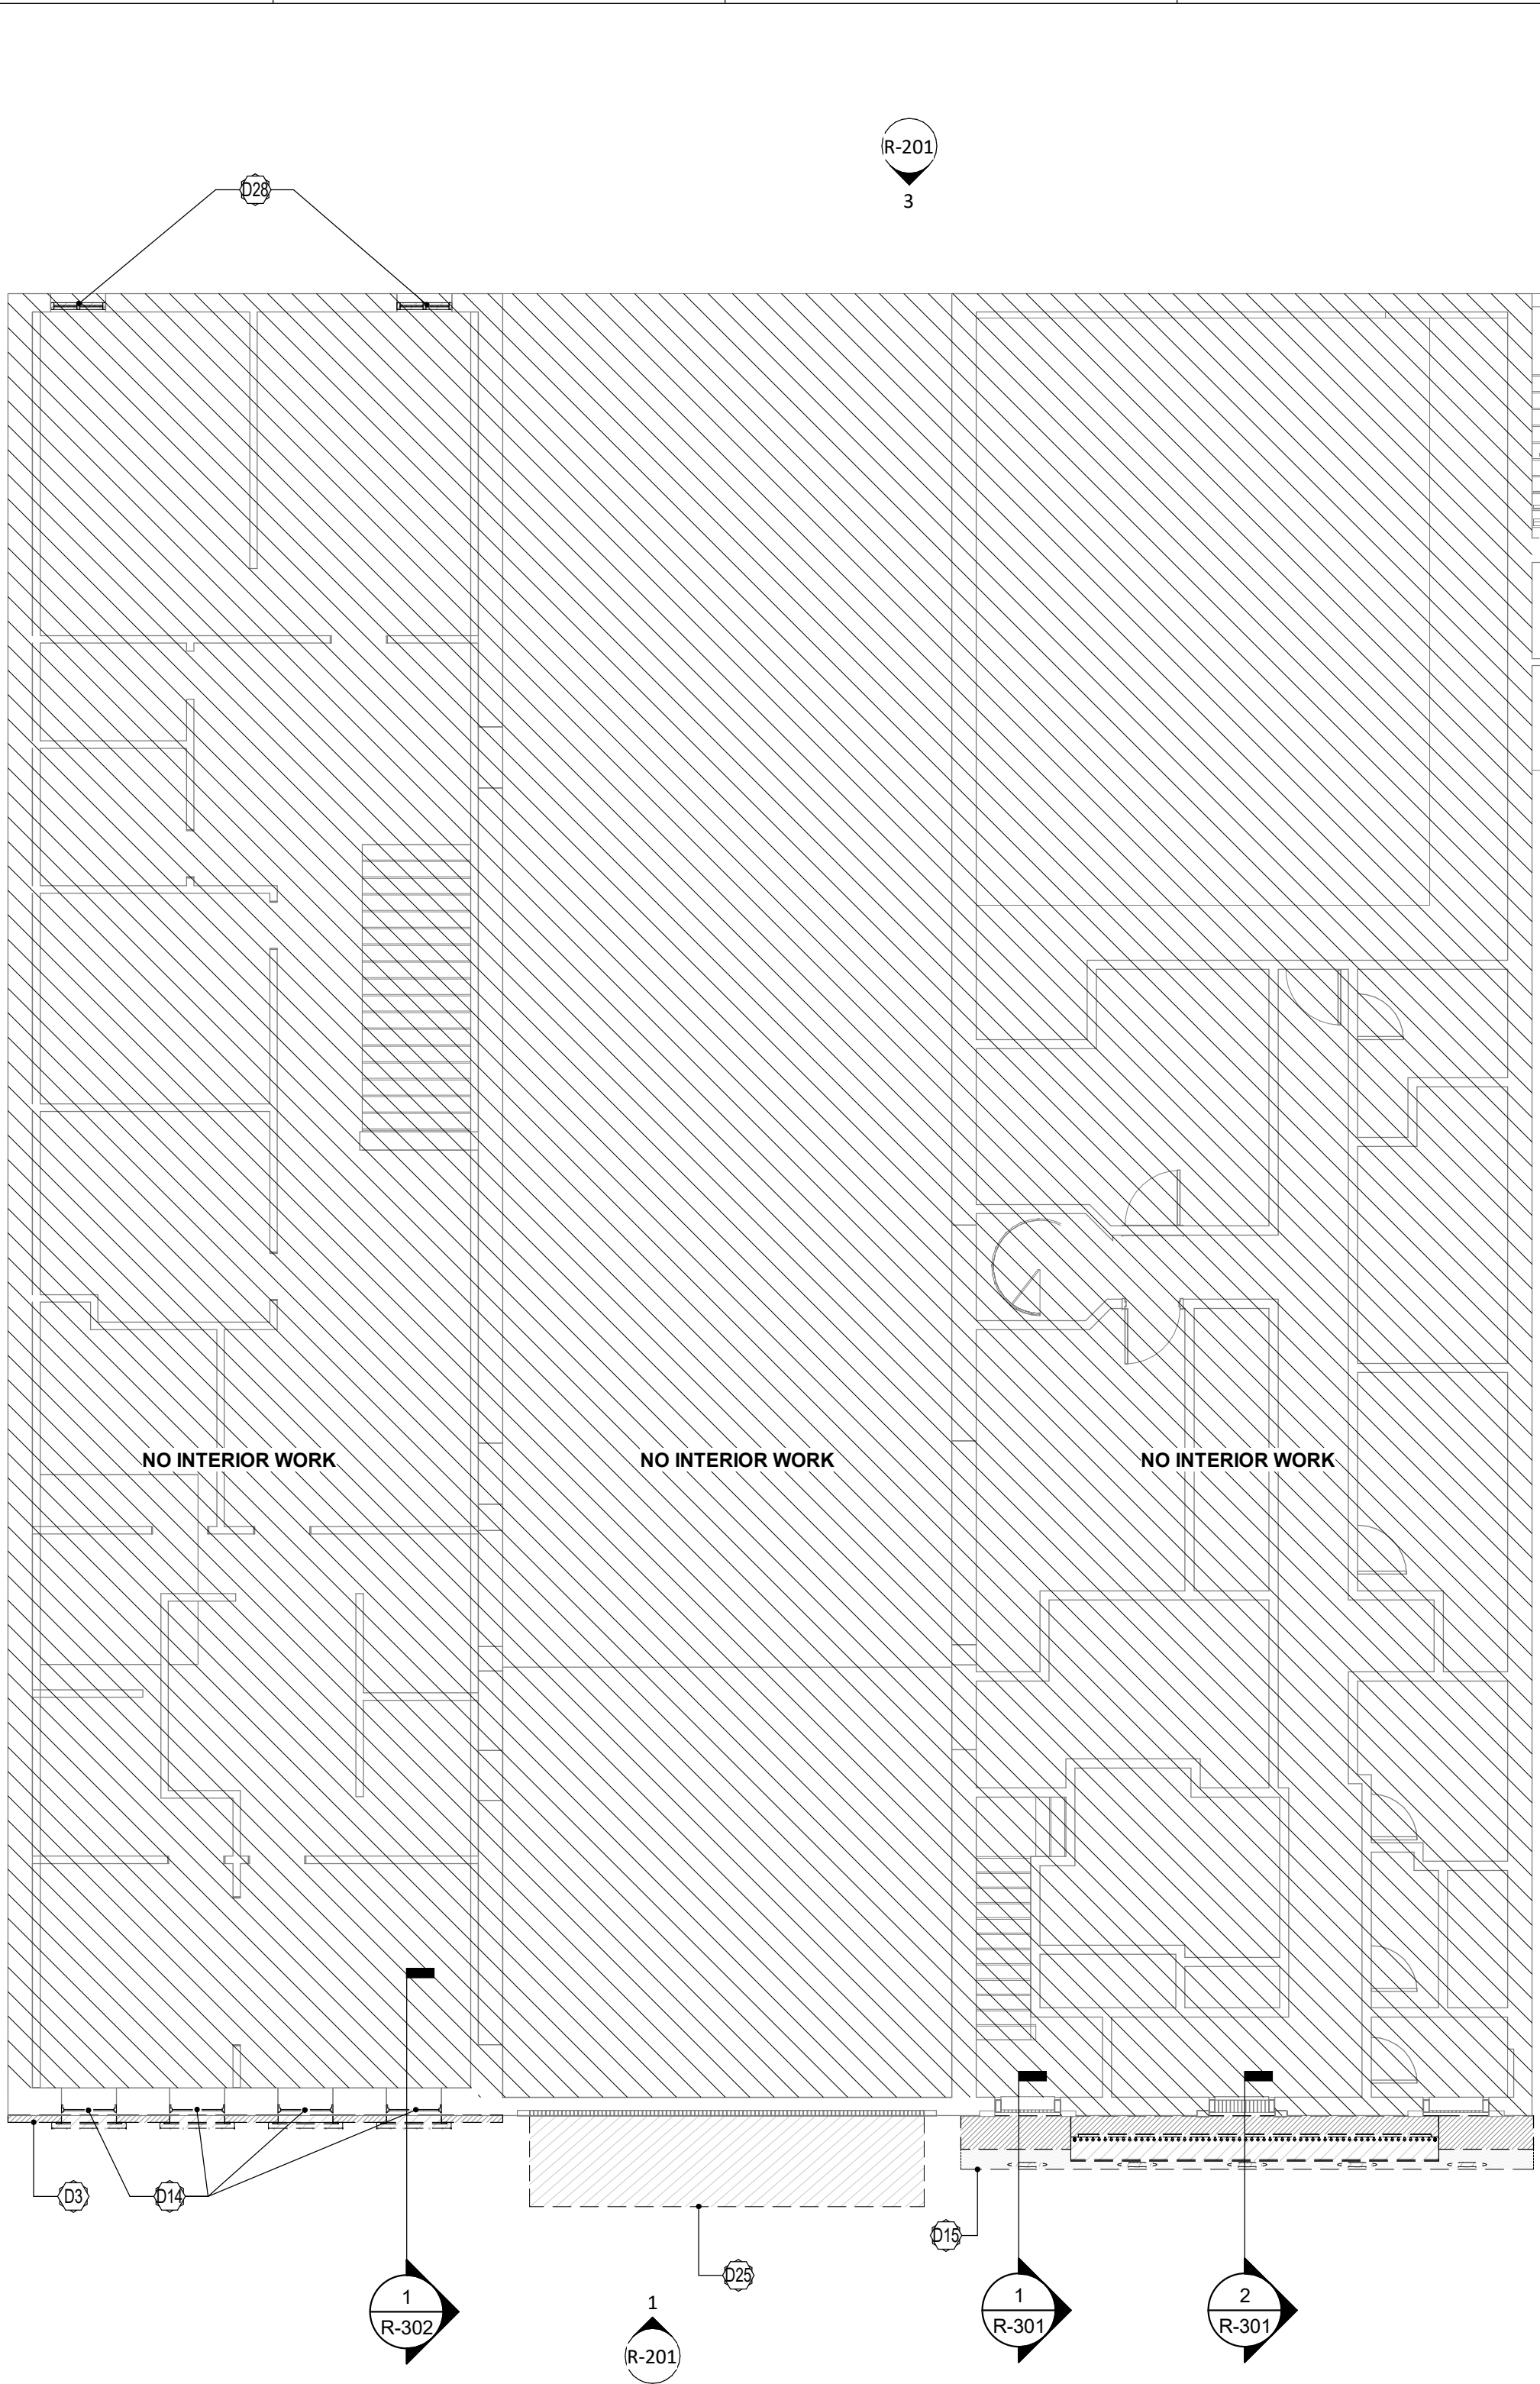 R-201
3
D28
NO INTERIOR WORK
NO INTERIOR WORK
NO INTERIOR WORK
D3
D14
D15
D25
1
R-302
1
R-201
1
R-301
2
R-301